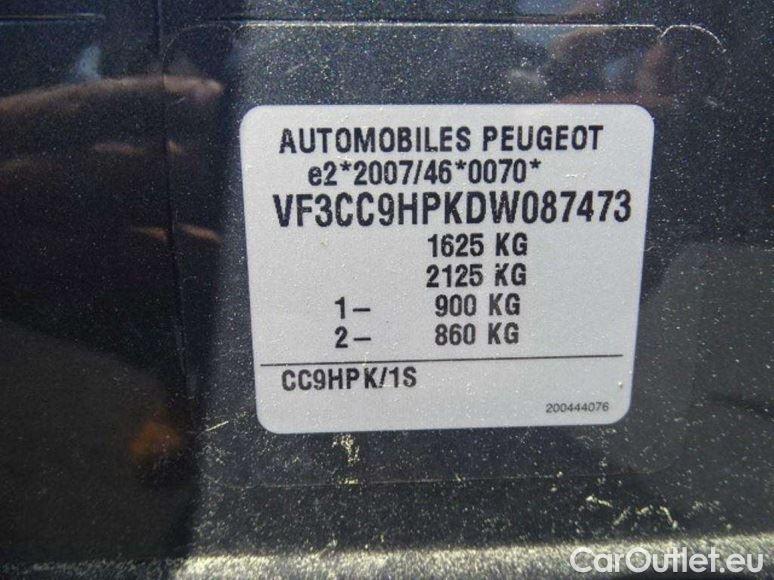 AUTOMOBILES PEUGEOT
e2*2007/46*0070*
VF3CC9HPKDW087473
1625 KG
2125 KG
1– 900 KG
2– 860 KG
CC9HPK/1S
200444076
CarOutlet.eu